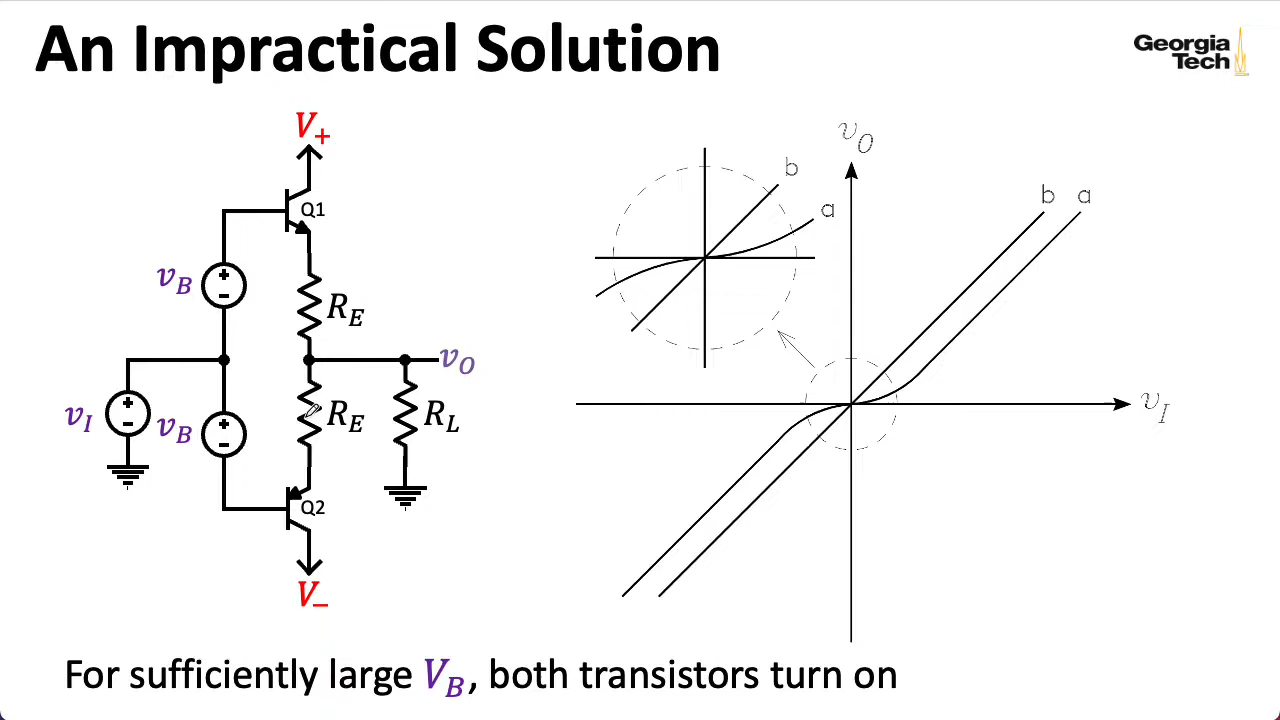 An Impractical Solution
Georgia
Tech
V+
Q1
vB
RE
vO
vI
vB
RE
RL
Q2
V−
vO
b
a
b a
vI
For sufficiently large VB, both transistors turn on